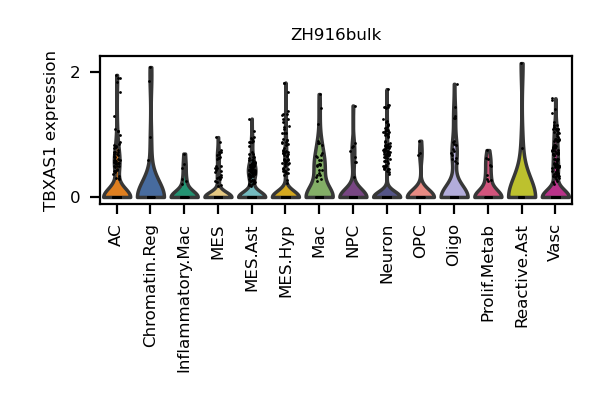 ZH916bulk
TBXAS1 expression
2
0
AC
Chromatin.Reg
Inflammatory.Mac
MES
MES.Ast
MES.Hyp
Mac
NPC
Neuron
OPC
Oligo
Prolif.Metab
Reactive.Ast
Vasc